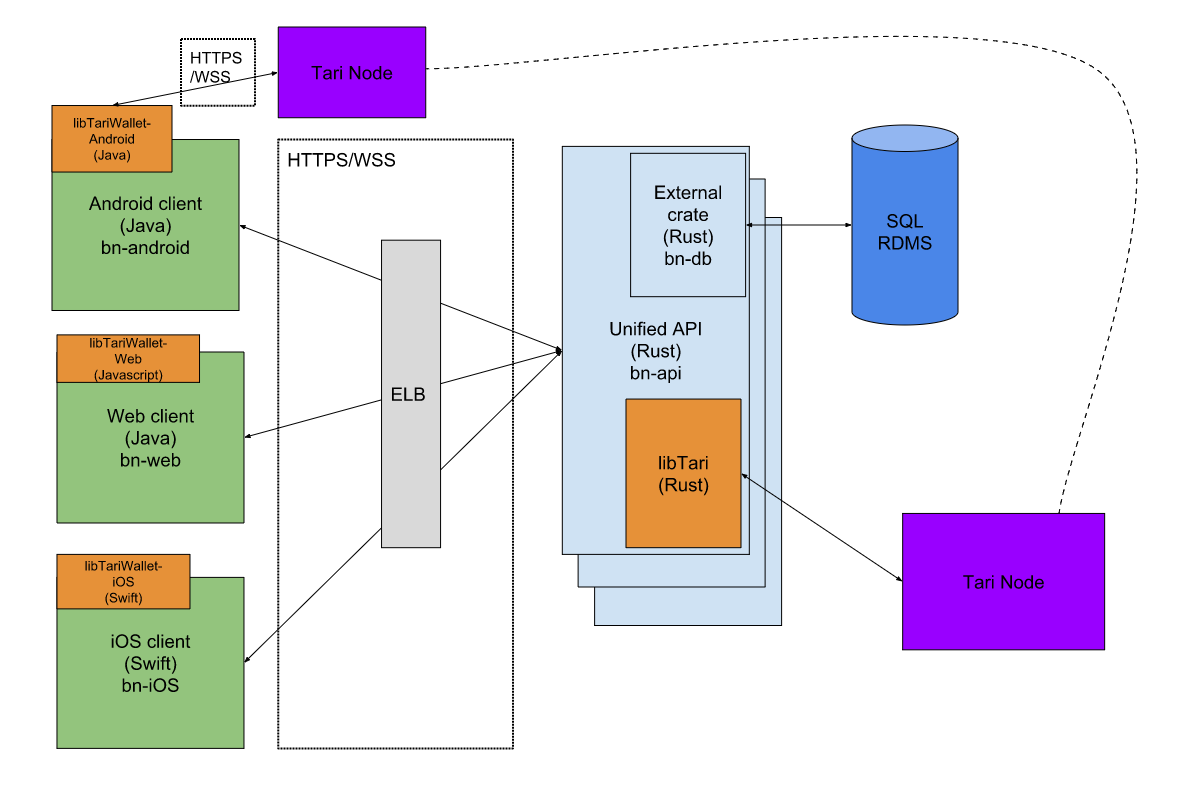 HTTPS
/WSS
Tari Node
libTariWallet-
Android
(Java)
Android client
(Java)
bn-android
HTTPS/WSS
External
crate
(Rust)
bn-db
SQL
RDMS
Unified API
(Rust)
bn-api
libTariWallet-
Web
(Javascript)
Web client
(Java)
bn-web
ELB
libTari
(Rust)
libTariWallet-
iOS
(Swift)
iOS client
(Swift)
bn-iOS
Tari Node